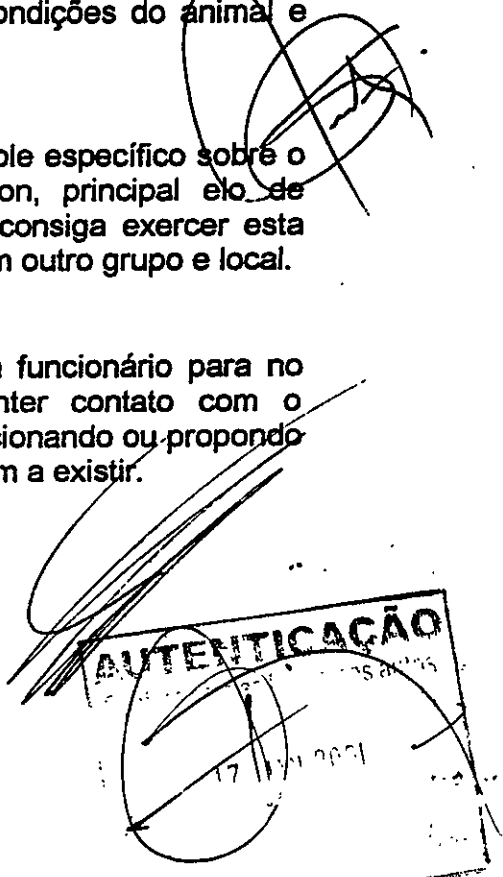 ondições do animal e
ole específico sobre o
on, principal elo de
consiga exercer esta
m outro grupo e local.
funcionário para no
nter contato com o
cionando ou propondo
m a existir.
AUTENTICAÇÃO
17